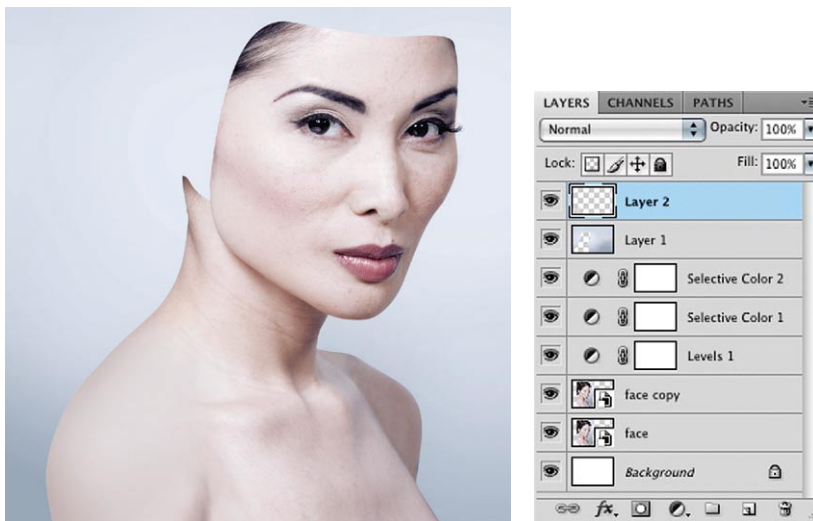 LAYERS CHANNELS PATHS
Normal Opacity: 100%
Lock: Fill: 100%
Layer 2
Layer 1
Selective Color 2
Selective Color 1
Levels 1
face copy
face
Background
fx.